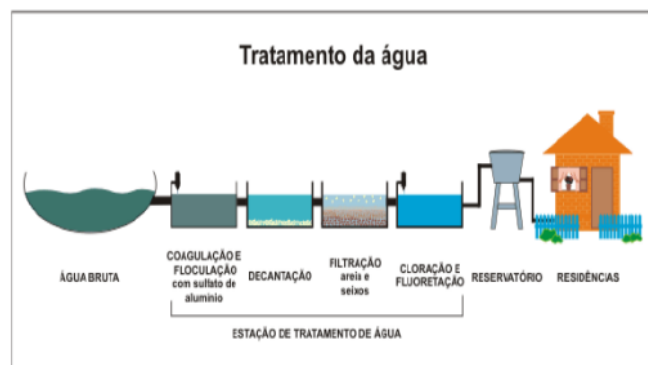 Tratamento da água
ÁGUA BRUTA
COAGULAÇÃO E
FLOCULAÇÃO
com sulfato de
alumínio
DECANTAÇÃO
FILTRAÇÃO
areia e
seixos
CLORAÇÃO E
FLUORETAÇÃO
RESERVATÓRIO
RESIDÊNCIAS
ESTAÇÃO DE TRATAMENTO DE ÁGUA